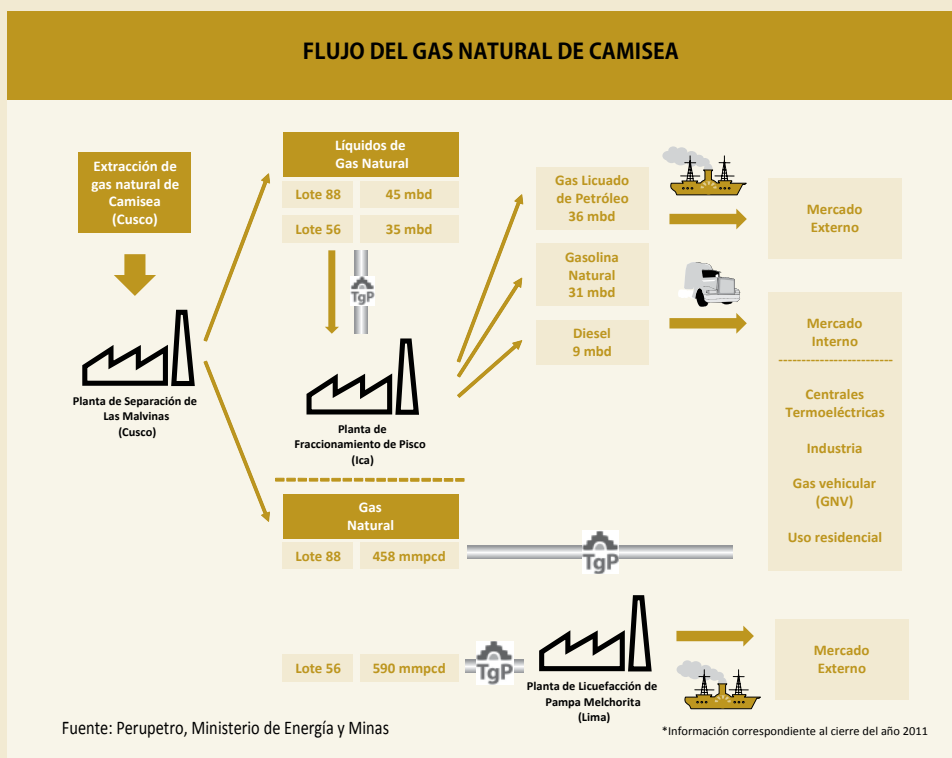 FLUJO DEL GAS NATURAL DE CAMISEA
Extracción de
gas natural de
Camisea
(Cusco)
Planta de Separación de
Las Malvinas
(Cusco)
Líquidos de
Gas Natural
Lote 88
45 mbd
Lote 56
35 mbd
TgP
Planta de
Fraccionamiento de Pisco
(Ica)
Gas Licuado
de Petróleo
36 mbd
Gasolina
Natural
31 mbd
Diesel
9 mbd
Mercado
Externo
Mercado
Interno
Centrales
Termoeléctricas
Industria
Gas vehicular
(GNV)
Uso residencial
Gas
Natural
Lote 88
458 mmpcd
TgP
Lote 56
590 mmpcd
TgP
Planta de Licuefacción de
Pampa Melchorita
(Lima)
Mercado
Externo
Fuente: Perupetro, Ministerio de Energía y Minas
*Información correspondiente al cierre del año 2011